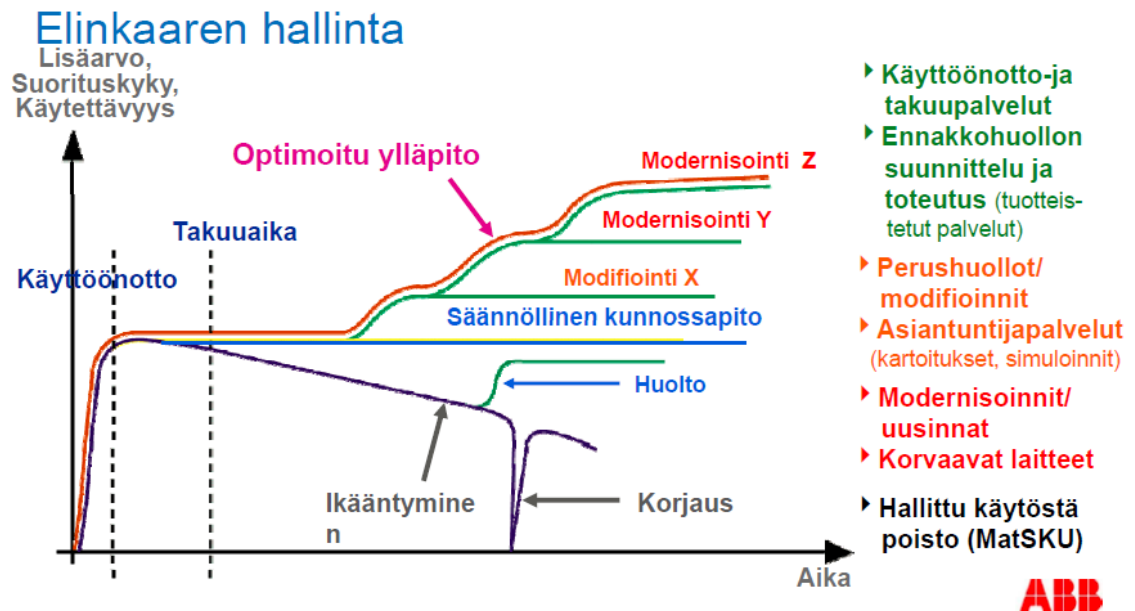 Elinkaaren hallinta
Lisäarvo,
Suorituskyky,
Käytettävyys
Optimoitu ylläpito
Modernisointi Z
Modernisointi Y
Takuuaika
Käyttöönotto
Modifiointi X
Säännöllinen kunnossapito
Huolto
Ikääntymine
n
Korjaus
Aika
Käyttöönotto-ja
takuupalvelut
Ennakkohuollon
suunnittelu ja
toteutus (tuotteis-
tetut palvelut)
Perushuollot/
modifioinnit
Asiantuntijapalvelut
(kartoitukset, simuloinnit)
Modernisoinnit/
uusinnat
Korvaavat laitteet
Hallittu käytöstä
poisto (MatSKU)
ABB